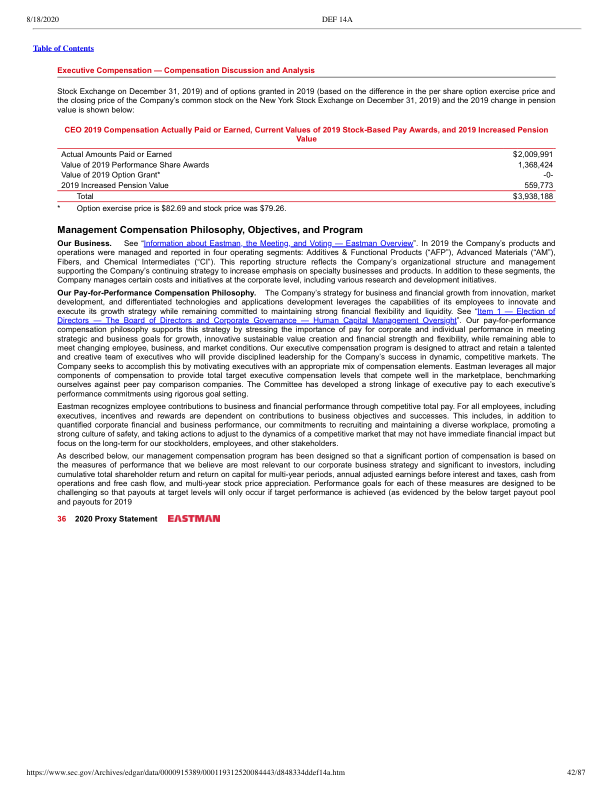 8/18/2020 DEF 14A
Table of Contents
Executive Compensation — Compensation Discussion and Analysis
Stock Exchange on December 31, 2019) and of options granted in 2019 (based on the difference in the per share option exercise price and
the closing price of the Company's common stock on the New York Stock Exchange on December 31, 2019) and the 2019 change in pension
value is shown below:
CEO 2019 Compensation Actually Paid or Earned, Current Values of 2019 Stock-Based Pay Awards, and 2019 Increased Pension
Value
Actual Amounts Paid or Earned $2,009,991
Value of 2019 Performance Share Awards 1,368,424
Value of 2019 Option Grant* -0-
2019 Increased Pension Value 559,773
Total $3,938,188
* Option exercise price is $82.69 and stock price was $79.26.
Management Compensation Philosophy, Objectives, and Program
Our Business. See "Information about Eastman, the Meeting, and Voting — Eastman Overview". In 2019 the Company's products and
operations were managed and reported in four operating segments: Additives & Functional Products ("AFP"), Advanced Materials ("AM"),
Fibers, and Chemical Intermediates ("CI"). This reporting structure reflects the Company's organizational structure and management
supporting the Company's continuing strategy to increase emphasis on specialty businesses and products. In addition to these segments, the
Company manages certain costs and initiatives at the corporate level, including various research and development initiatives.
Our Pay-for-Performance Compensation Philosophy. The Company's strategy for business and financial growth from innovation, market
development, and differentiated technologies and applications development leverages the capabilities of its employees to innovate and
execute its growth strategy while remaining committed to maintaining strong financial flexibility and liquidity. See "Item 1 — Election of
Directors — The Board of Directors and Corporate Governance — Human Capital Management Oversight". Our pay-for-performance
compensation philosophy supports this strategy by stressing the importance of pay for corporate and individual performance in meeting
strategic and business goals for growth, innovative sustainable value creation and financial strength and flexibility, while remaining able to
meet changing employee, business, and market conditions. Our executive compensation program is designed to attract and retain a talented
and creative team of executives who will provide disciplined leadership for the Company's success in dynamic, competitive markets. The
Company seeks to accomplish this by motivating executives with an appropriate mix of compensation elements. Eastman leverages all major
components of compensation to provide total target executive compensation levels that compete well in the marketplace, benchmarking
ourselves against peer pay comparison companies. The Committee has developed a strong linkage of executive pay to each executive's
performance commitments using rigorous goal setting.
Eastman recognizes employee contributions to business and financial performance through competitive total pay. For all employees, including
executives, incentives and rewards are dependent on contributions to business objectives and successes. This includes, in addition to
quantified corporate financial and business performance, our commitments to recruiting and maintaining a diverse workplace, promoting a
strong culture of safety, and taking actions to adjust to the dynamics of a competitive market that may not have immediate financial impact but
focus on the long-term for our stockholders, employees, and other stakeholders.
As described below, our management compensation program has been designed so that a significant portion of compensation is based on
the measures of performance that we believe are most relevant to our corporate business strategy and significant to investors, including
cumulative total shareholder return and return on capital for multi-year periods, annual adjusted earnings before interest and taxes, cash from
operations and free cash flow, and multi-year stock price appreciation. Performance goals for each of these measures are designed to be
challenging so that payouts at target levels will only occur if target performance is achieved (as evidenced by the below target payout pool
and payouts for 2019
36 2020 Proxy Statement EASTMAN
https://www.sec.gov/Archives/edgar/data/0000915389/000119312520084443/d848334ddef14a.htm 42/87